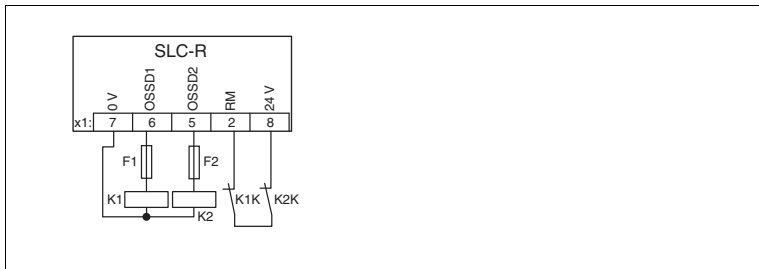 SLC-R
0 V
OSSD1
OSSD2
RM
24 V
x1: 7 6 5 2 8
F1 F2
K1 K1K K2K
K2